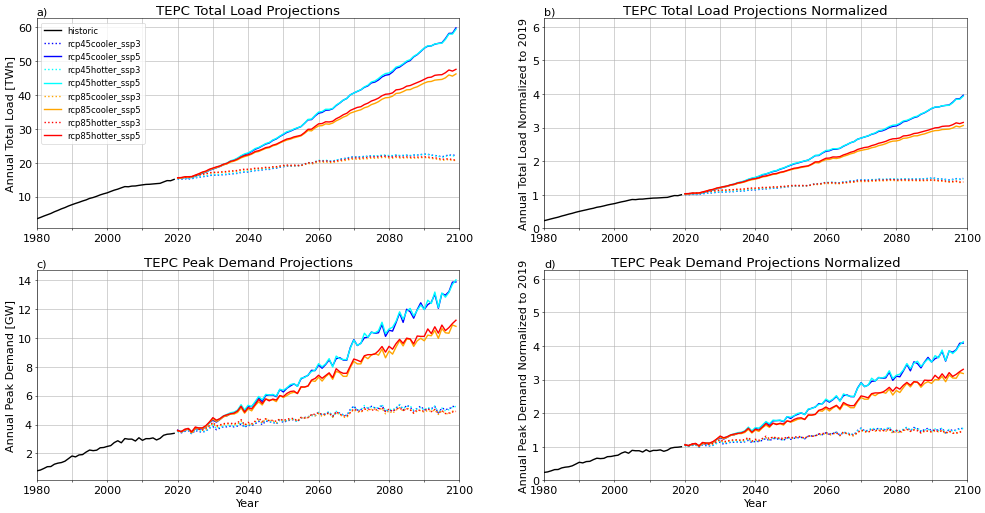 a)
TEPC Total Load Projections
Annual Total Load [TWh]
60
50
40
30
20
10
1980
2000
2020
2040
2060
2080
2100
historic
rcp45cooler_ssp3
rcp45cooler_ssp5
rcp45hotter_ssp3
rcp45hotter_ssp5
rcp85cooler_ssp3
rcp85cooler_ssp5
rcp85hotter_ssp3
rcp85hotter_ssp5
b)
TEPC Total Load Projections Normalized
Annual Total Load Normalized to 2019
6
5
4
3
2
1
0
1980
2000
2020
2040
2060
2080
2100
c)
TEPC Peak Demand Projections
Annual Peak Demand [GW]
14
12
10
8
6
4
2
1980
2000
2020
2040
2060
2080
2100
Year
d)
TEPC Peak Demand Projections Normalized
Annual Peak Demand Normalized to 2019
6
5
4
3
2
1
0
1980
2000
2020
2040
2060
2080
2100
Year